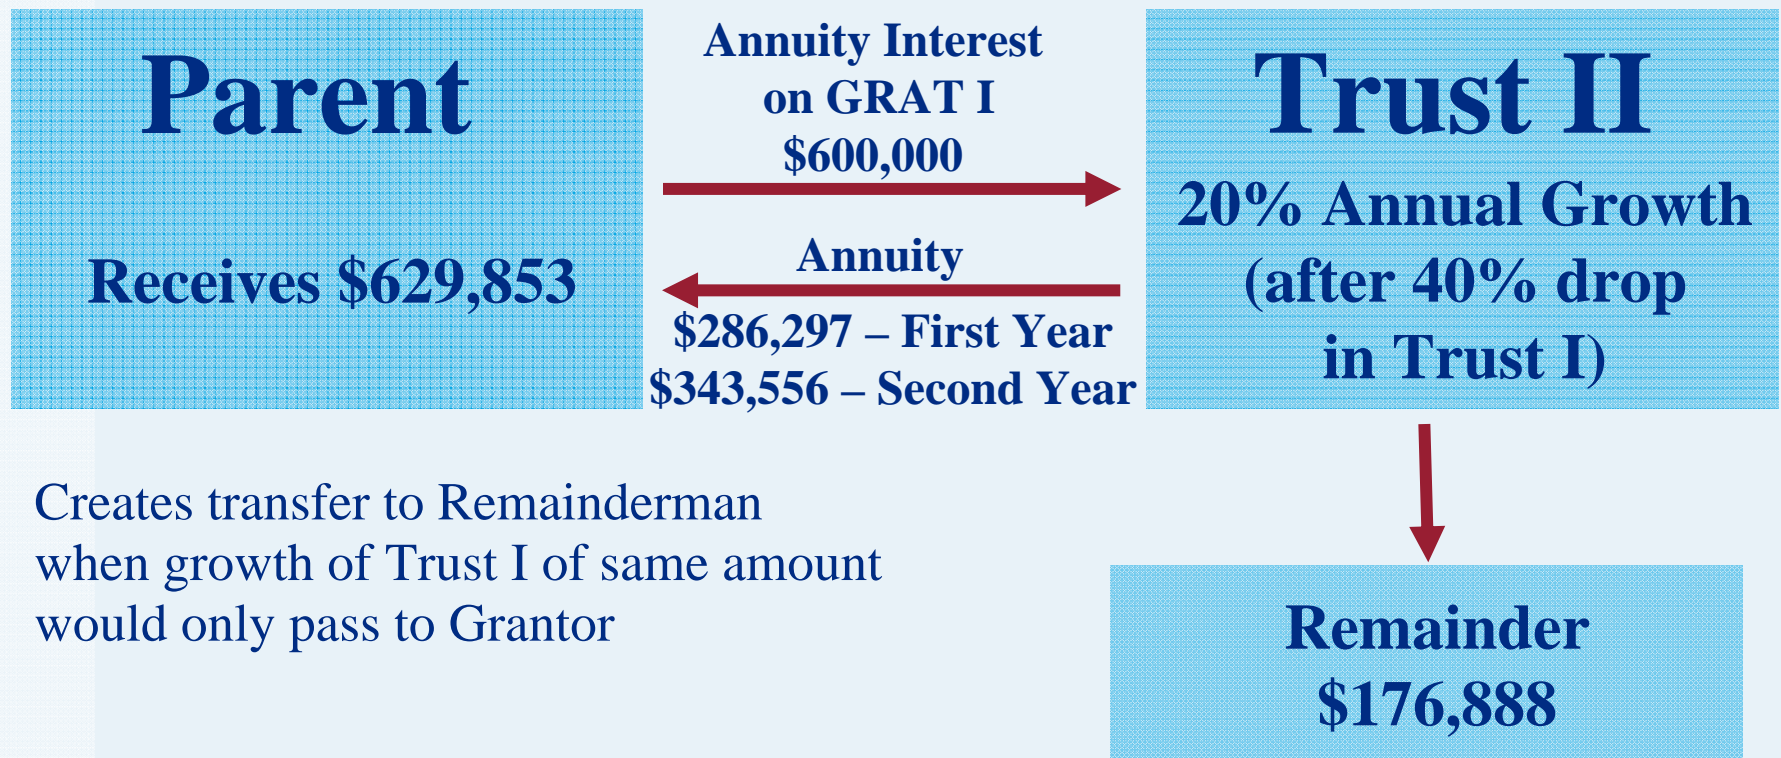 Parent
Receives $629,853
Annuity Interest
on GRAT I
$600,000
Annuity
$286,297 – First Year
$343,556 – Second Year
Trust II
20% Annual Growth
(after 40% drop
in Trust I)
Creates transfer to Remainderman
when growth of Trust I of same amount
would only pass to Grantor
Remainder
$176,888